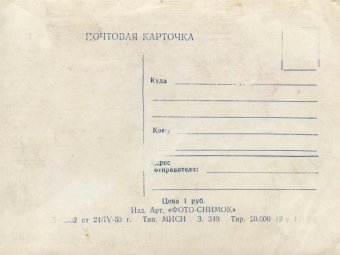 ПОЧТОВАЯ КАРТОЧКА
Куда
Кому
Адрес
отправителя:
Цена 1 руб.
Изд. Арт. «ФОТО-СНИМОК»
от 24/IV-50 г. Тип. МИСИ З. 349 Тир. 20.000